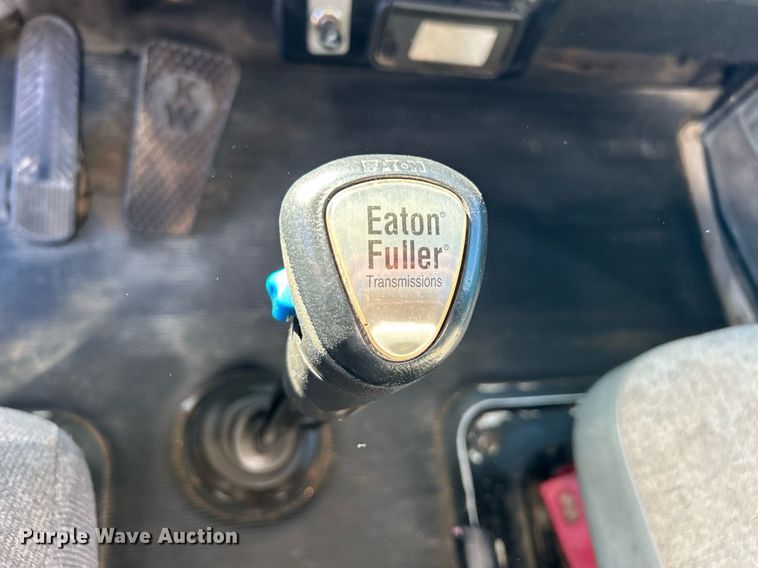 K
W
Eaton®
Fuller®
Transmissions
Purple Wave Auction